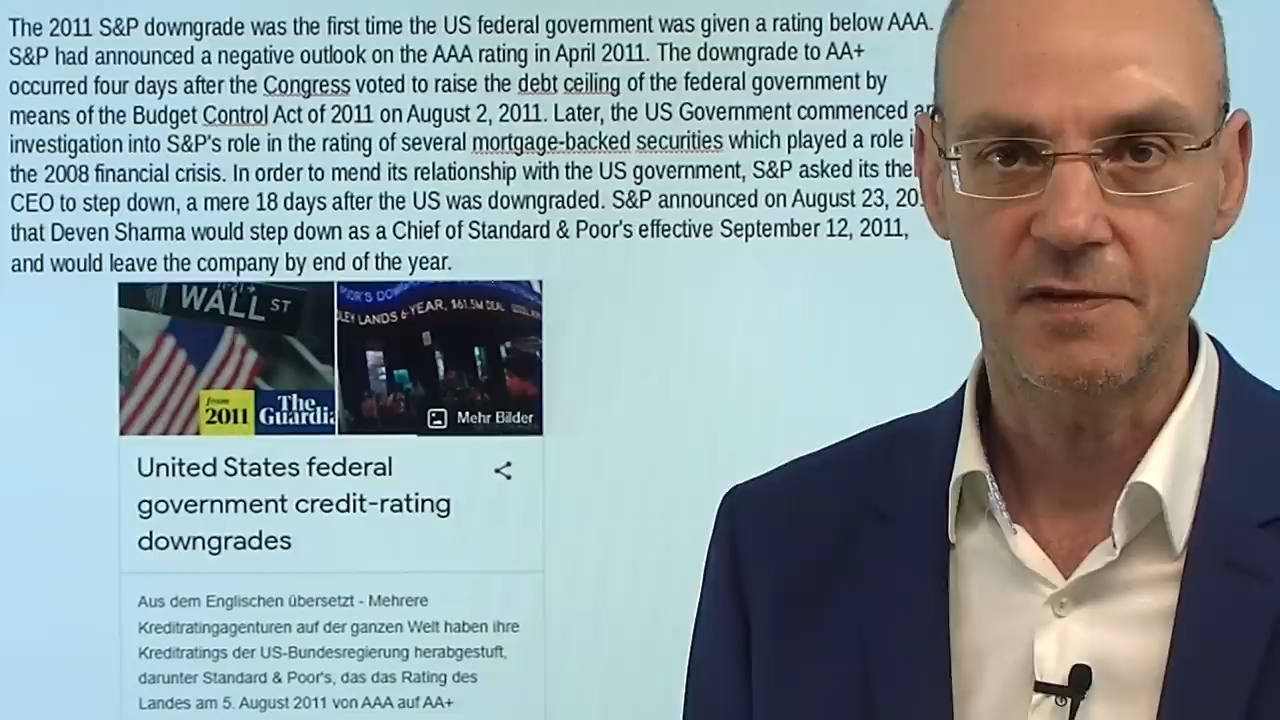 The 2011 S&P downgrade was the first time the US federal government was given a rating below AAA.
S&P had announced a negative outlook on the AAA rating in April 2011. The downgrade to AA+
occurred four days after the Congress voted to raise the debt ceiling of the federal government by
means of the Budget Control Act of 2011 on August 2, 2011. Later, the US Government commenced
investigation into S&P's role in the rating of several mortgage-backed securities which played a role
the 2008 financial crisis. In order to mend its relationship with the US government, S&P asked its
CEO to step down, a mere 18 days after the US was downgraded. S&P announced on August 23,
that Deven Sharma would step down as a Chief of Standard & Poor's effective September 12, 2011,
and would leave the company by end of the year.
WALL ST
LEY LANDS 6-YEAR, $61.5M DEAL
from
2011
The
Guardia
Mehr Bilder
United States federal
government credit-rating
downgrades
Aus dem Englischen übersetzt - Mehrere
Kreditratingagenturen auf der ganzen Welt haben ihre
Kreditratings der US-Bundesregierung herabgestuft,
darunter Standard & Poor's, das das Rating des
Landes am 5. August 2011 von AAA auf AA+